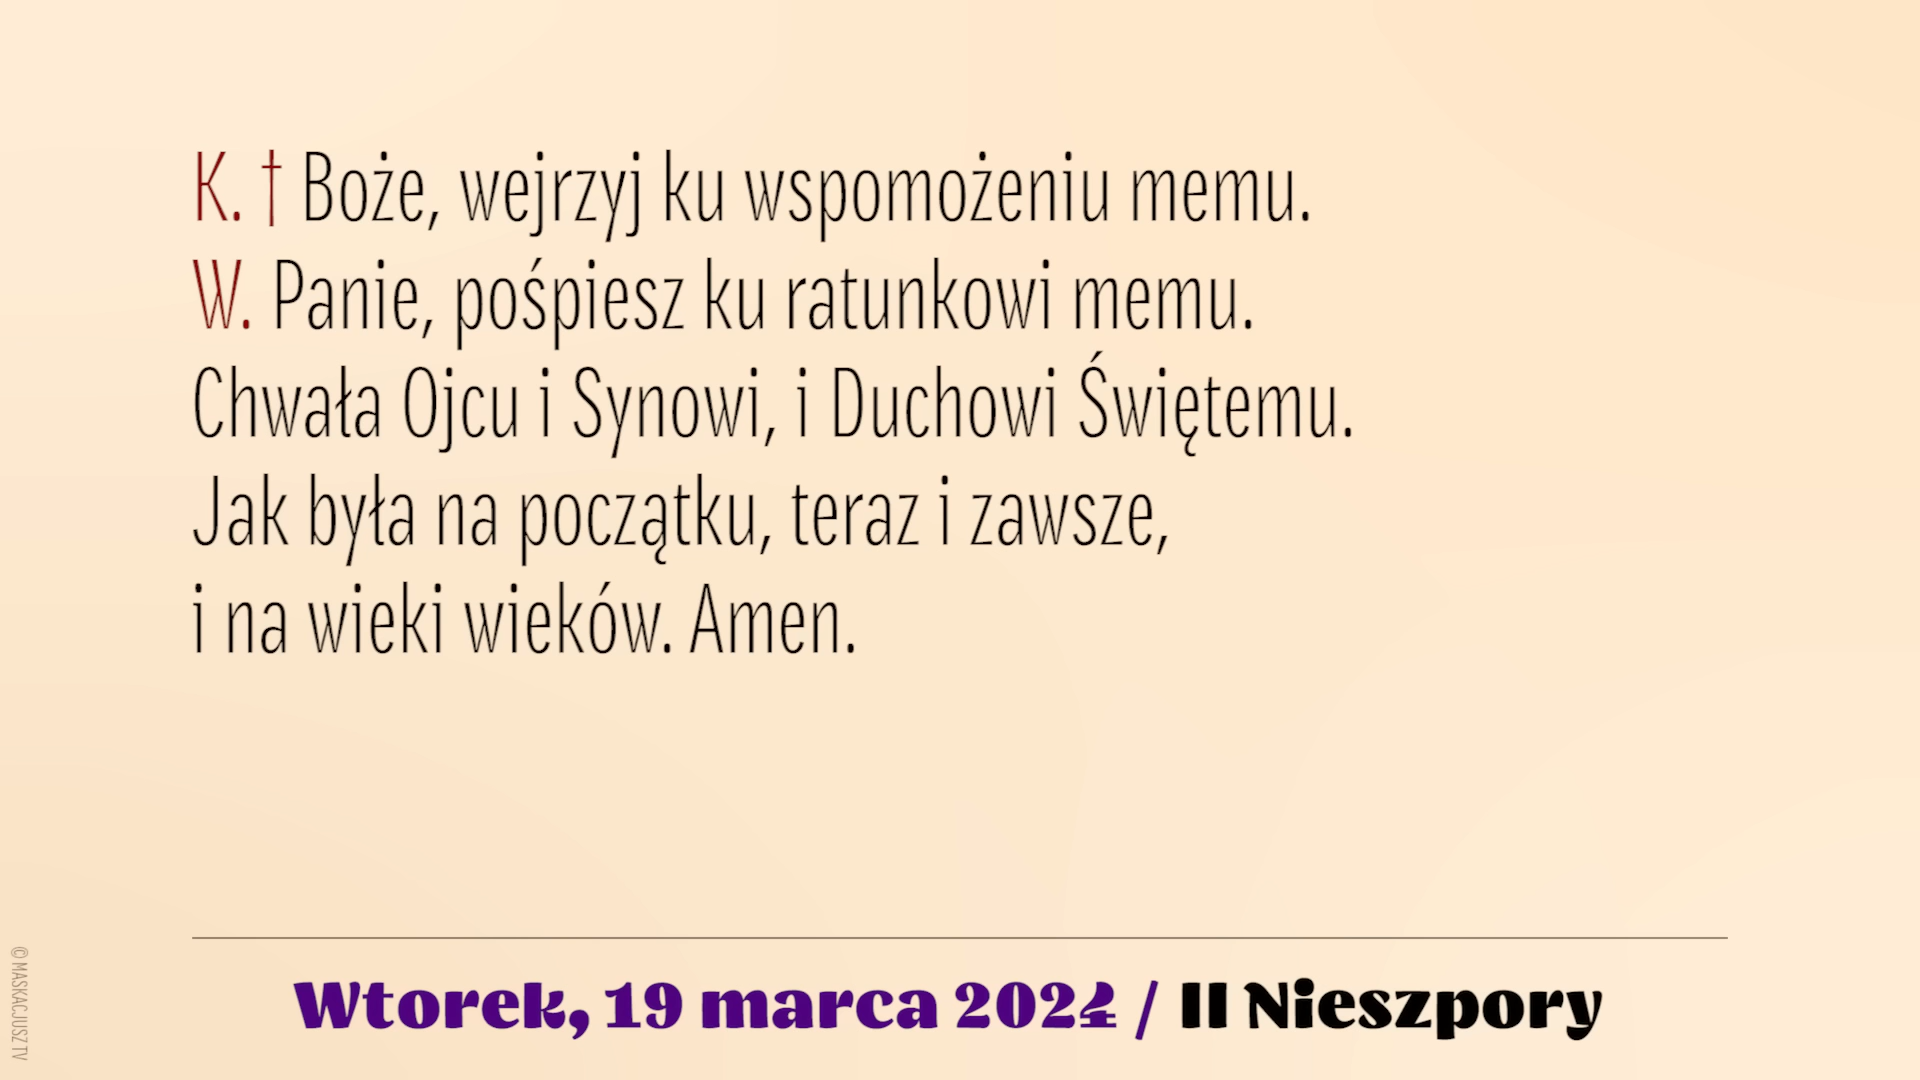 K. † Boże, wejrzyj ku wspomożeniu memu.
W. Panie, pośpiesz ku ratunkowi memu.
Chwała Ojcu i Synowi, i Duchowi Świętemu.
Jak była na początku, teraz i zawsze,
i na wieki wieków. Amen.
Wtorek, 19 marca 2024 / II Nieszpory
© MASKACJUSZ TV